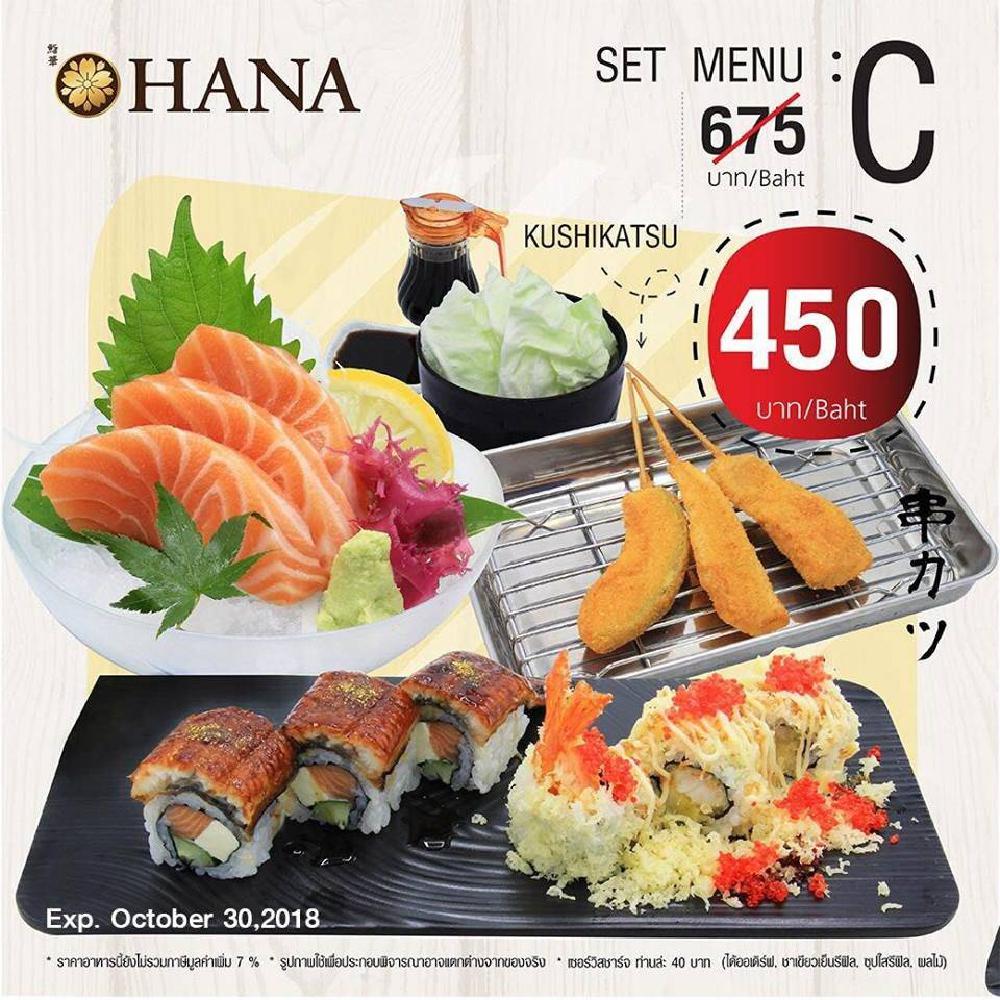 鮨華
HANA
SET MENU : C
675
บาท/Baht
KUSHIKATSU
450
บาท/Baht
串カツ
Exp. October 30,2018
* ราคาอาหารนี้ยังไม่รวมภาษีมูลค่าเพิ่ม 7 % * รูปภาพใช้เพื่อประกอบพิจารณาอาจแตกต่างจากของจริง * เซอร์วิสชาร์จ ท่านล่ะ 40 บาท (ได้ออเดิร์ฟ, ชาเขียวเย็นรีฟิล, ซุปใสรีฟิล, ผลไม้)